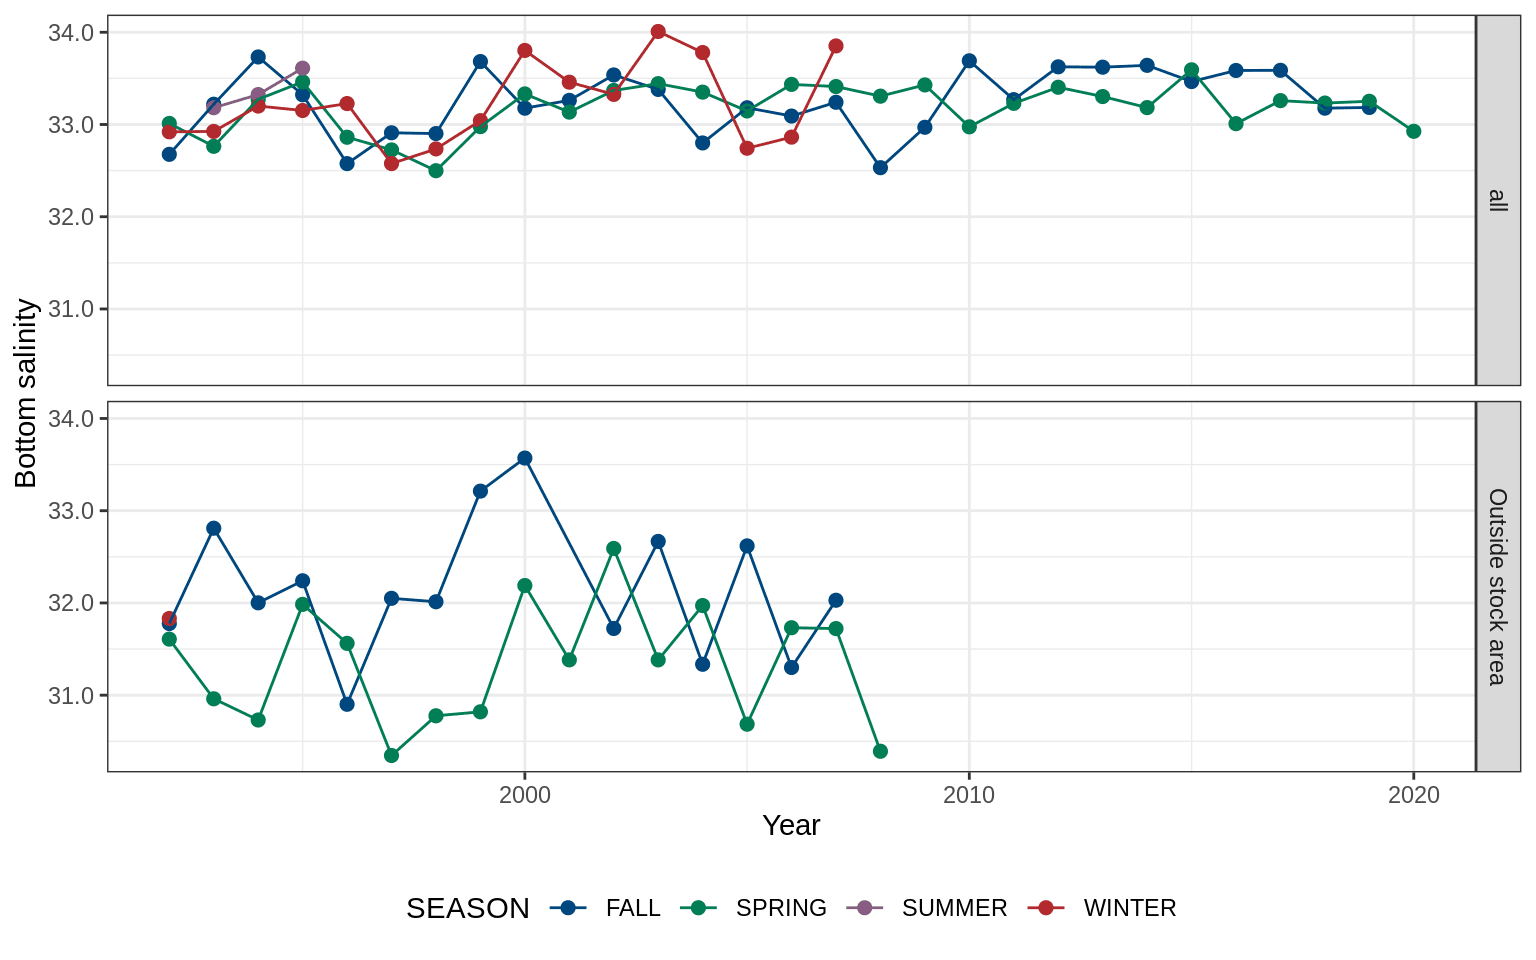 34.0
33.0
32.0
31.0
all
Bottom salinity
34.0
33.0
32.0
31.0
Outside stock area
2000 2010 2020
Year
SEASON FALL SPRING SUMMER WINTER